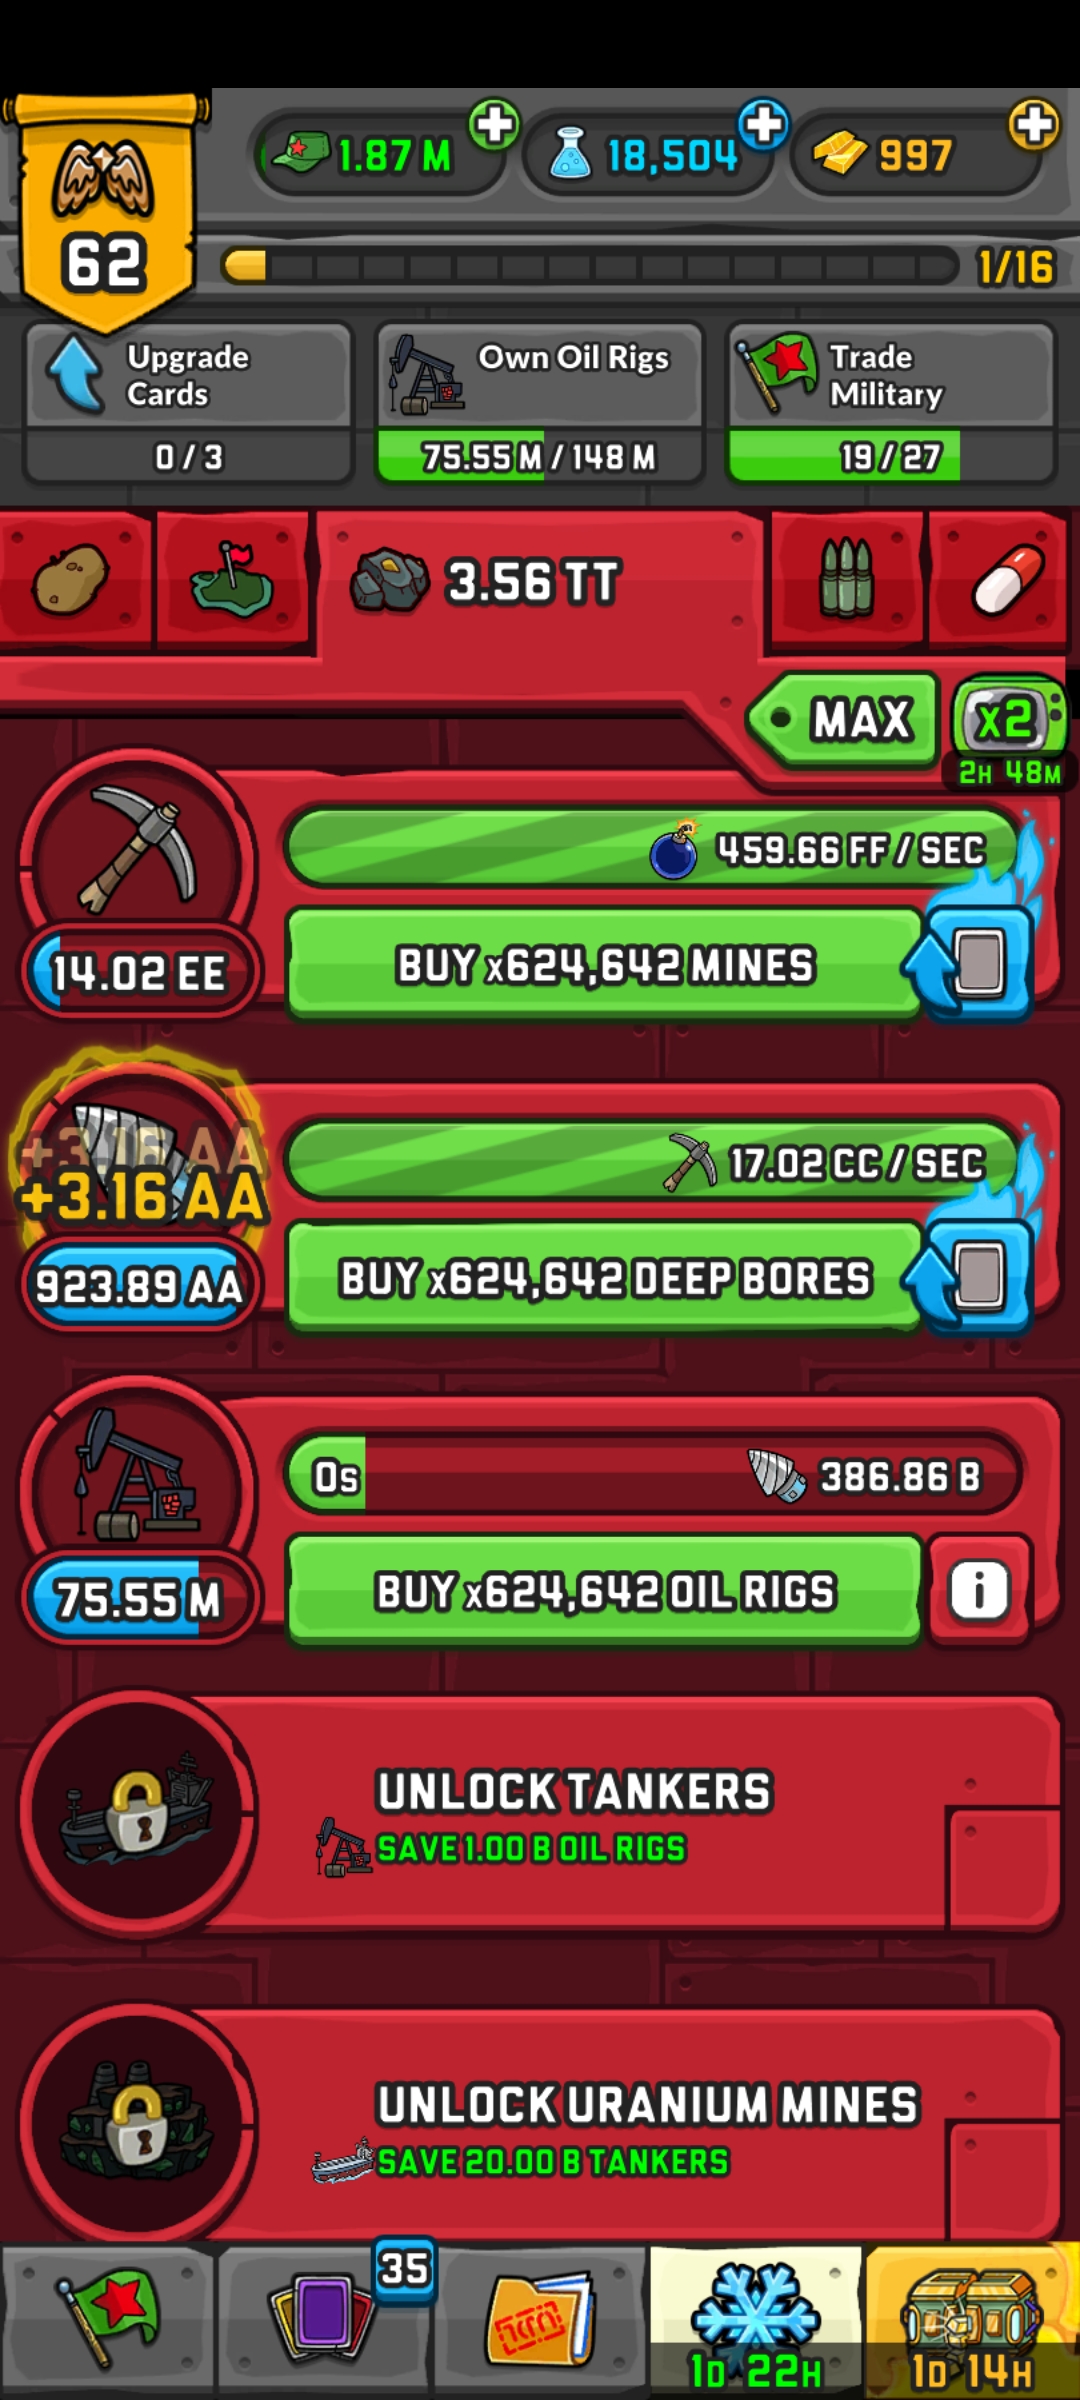 62
1.87 M
18,504
997
1/16
Upgrade
Cards
0 / 3
Own Oil Rigs
75.55 M / 148 M
Trade
Military
19 / 27
3.56 TT
MAX
x2
2H 48M
459.66 FF / SEC
14.02 EE
BUY x624,642 MINES
+3.16 AA
+3.16 AA
17.02 CC / SEC
923.89 AA
BUY x624,642 DEEP BORES
0s
386.86 B
75.55 M
BUY x624,642 OIL RIGS
i
UNLOCK TANKERS
SAVE 1.00 B OIL RIGS
UNLOCK URANIUM MINES
SAVE 20.00 B TANKERS
35
1D 22H
1D 14H